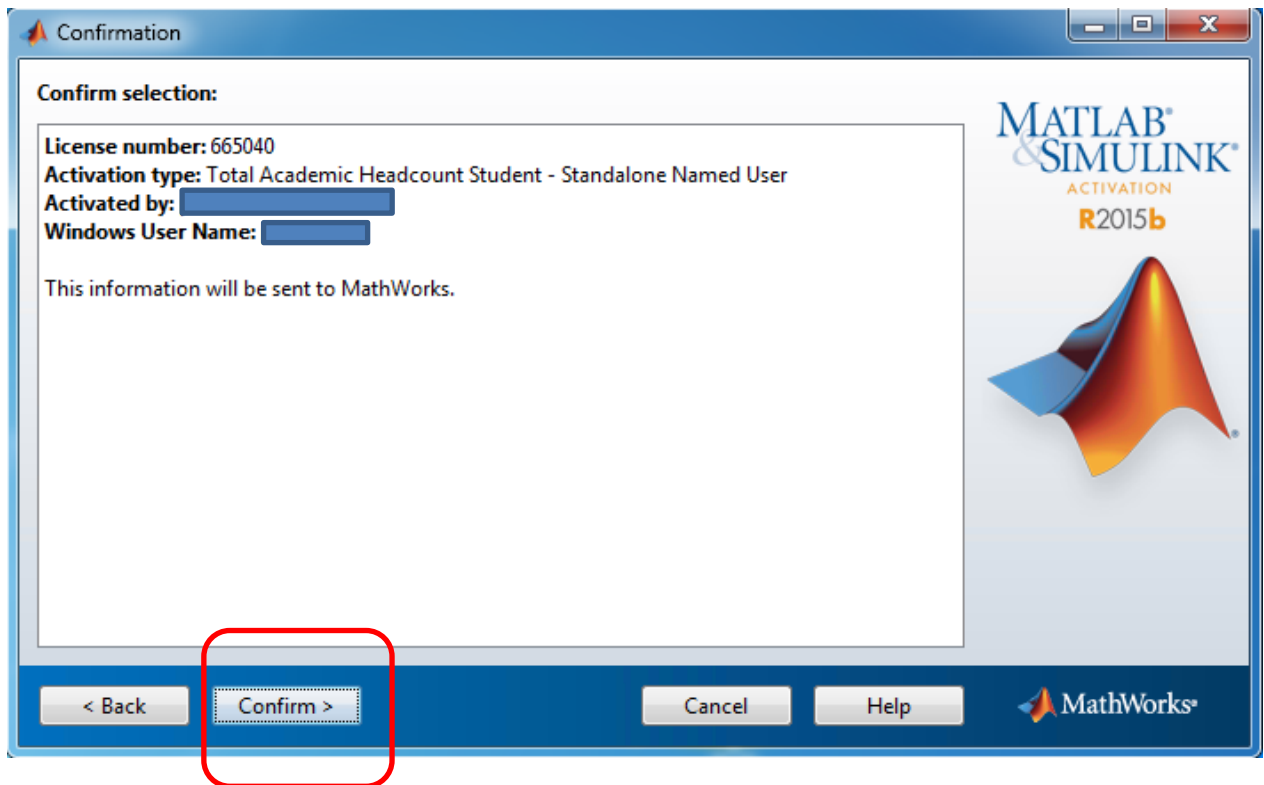 Confirmation
Confirm selection:
License number: 665040
Activation type: Total Academic Headcount Student - Standalone Named User
Activated by:
Windows User Name:
This information will be sent to MathWorks.
MATLAB®
&SIMULINK®
ACTIVATION
R2015b
< Back
Confirm >
Cancel
Help
MathWorks®